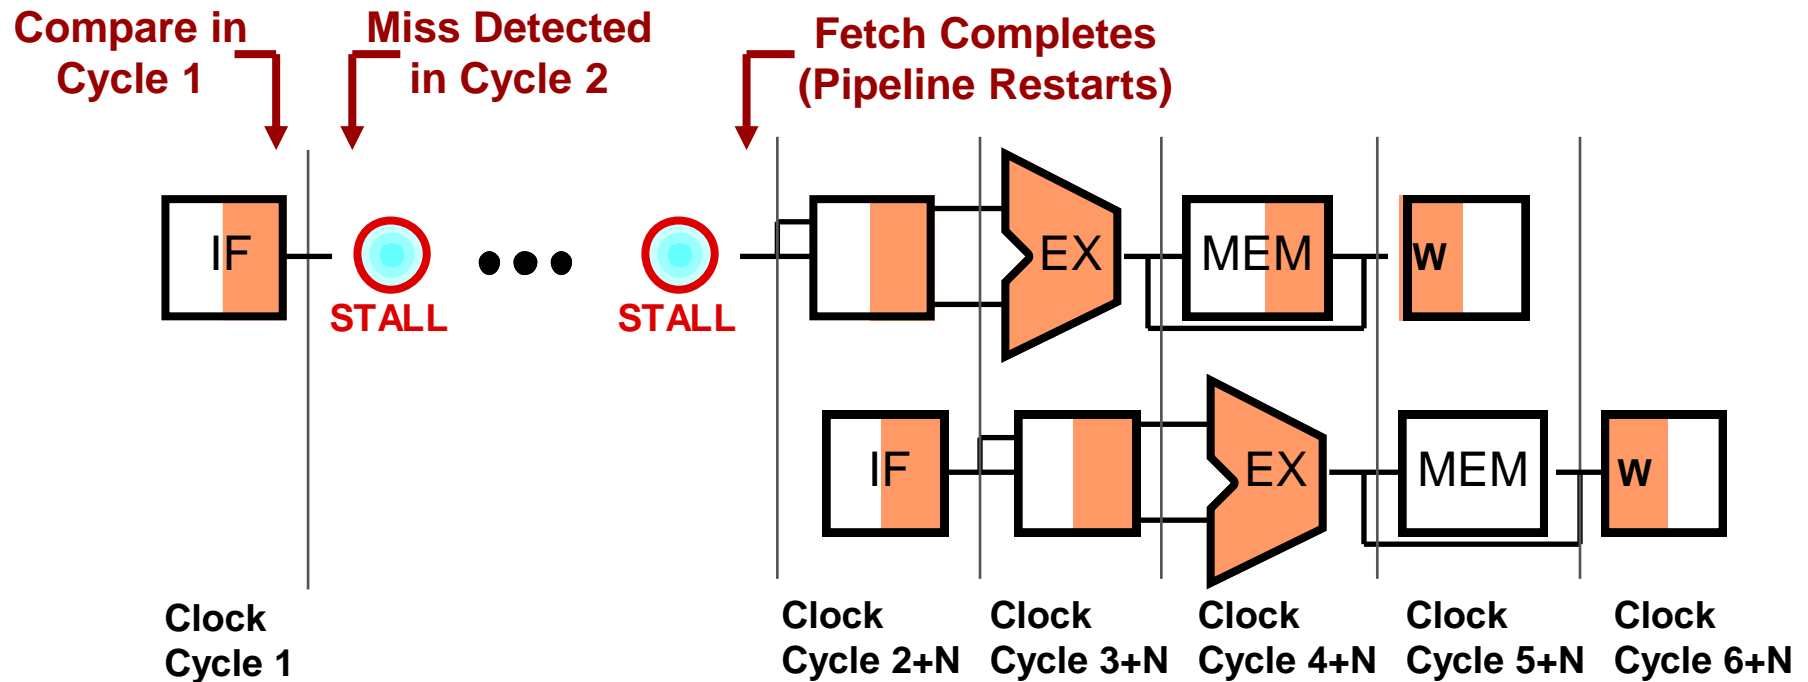 Compare in
Cycle 1
Miss Detected
in Cycle 2
Fetch Completes
(Pipeline Restarts)
IF
STALL
STALL
EX
MEM
W
IF
EX
MEM
W
Clock
Cycle 1
Clock
Cycle 2+N
Clock
Cycle 3+N
Clock
Cycle 4+N
Clock
Cycle 5+N
Clock
Cycle 6+N